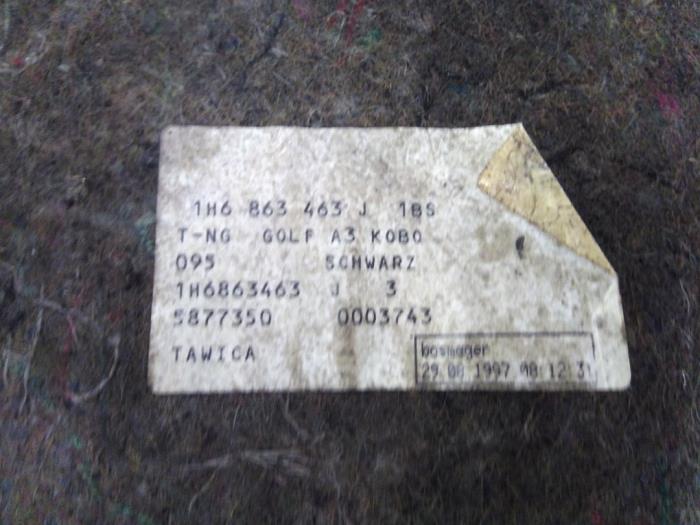 1H6 863 463 J 1BS
T-NG GOLF A3 KOBO
095 SCHWARZ
1H6863463 J 3
5877350 0003743
TAWICA
bosmager
29.08.1997 08:12:31